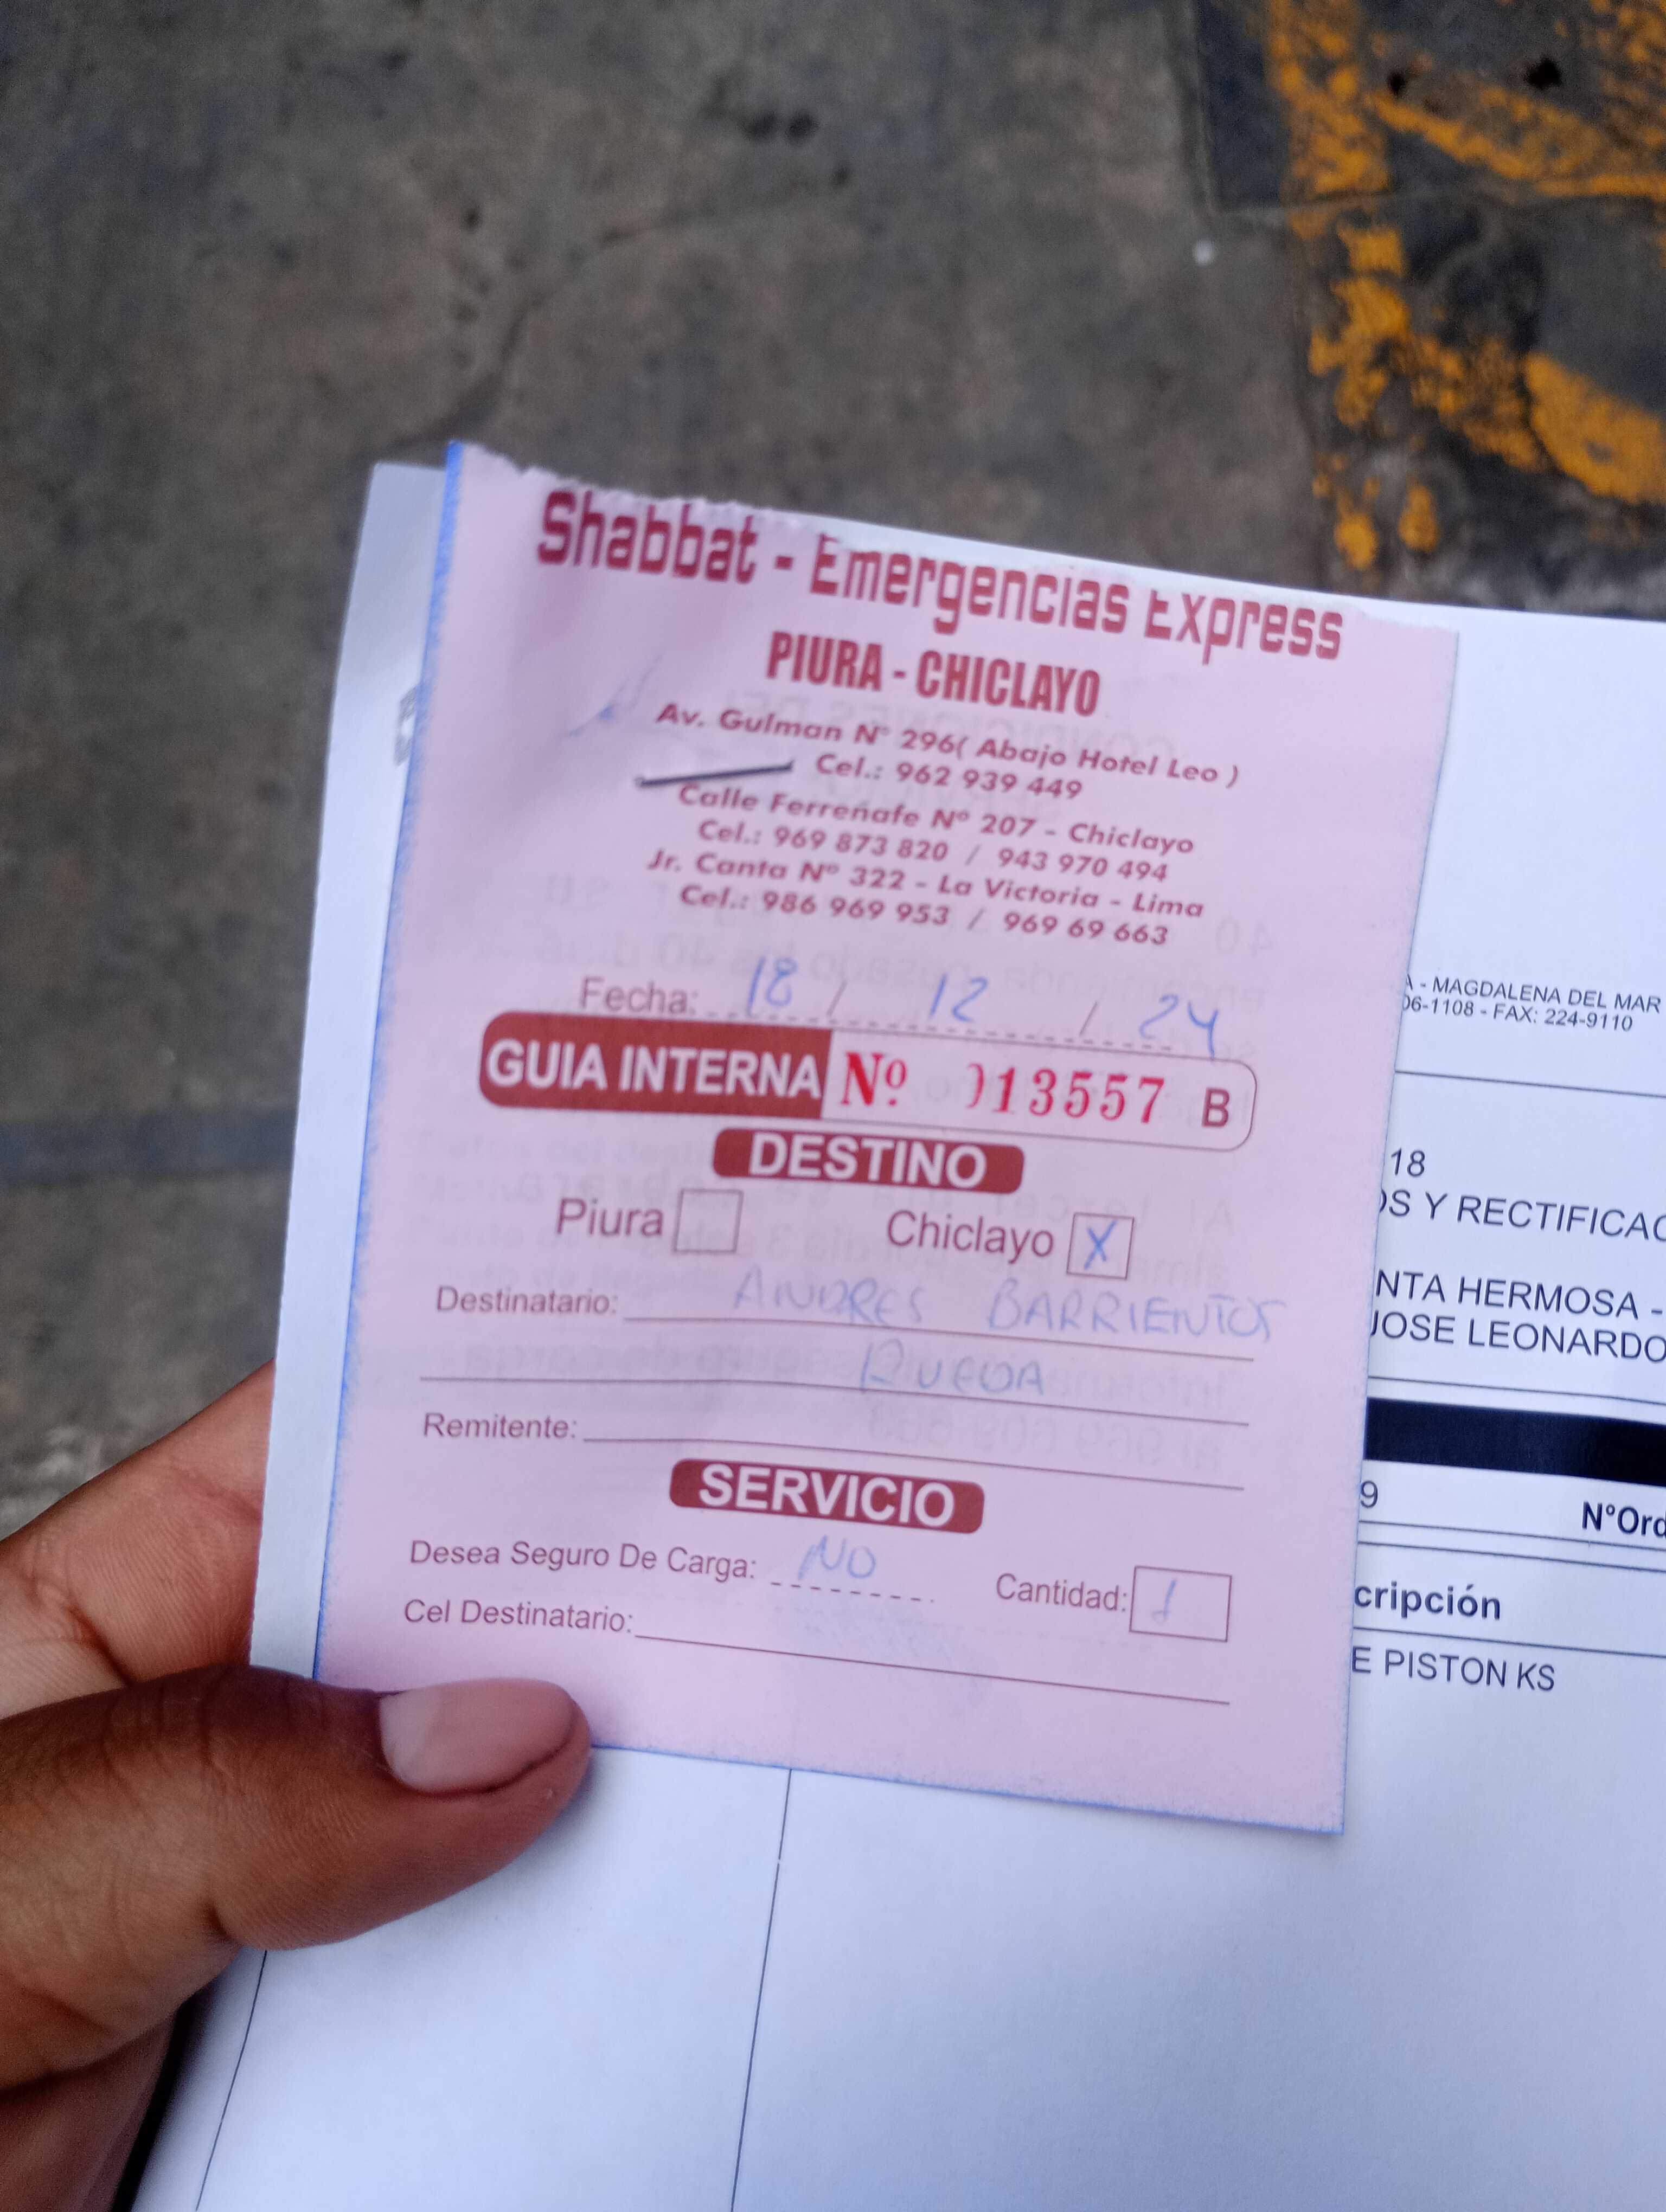 Shabbat - Emergencias Express
PIURA - CHICLAYO
Av. Gulman N° 296( Abajo Hotel Leo )
Cel.: 962 939 449
Calle Ferreñafe Nº 207 - Chiclayo
Cel.: 969 873 820 / 943 970 494
Jr. Canta Nº 322 - La Victoria - Lima
Cel.: 986 969 953 / 969 69 663
Fecha: 18 / 12 / 24
GUIA INTERNA Nº 013557 B
DESTINO
Piura Chiclayo X
Destinatario: ANDRES BARRIENTOS
RUEDA
Remitente:
SERVICIO
Desea Seguro De Carga: NO Cantidad: 1
Cel Destinatario:
A - MAGDALENA DEL MAR
06-1108 - FAX: 224-9110
18
OS Y RECTIFICAC
NTA HERMOSA -
JOSE LEONARDO
9 N°Ord
cripción
E PISTON KS